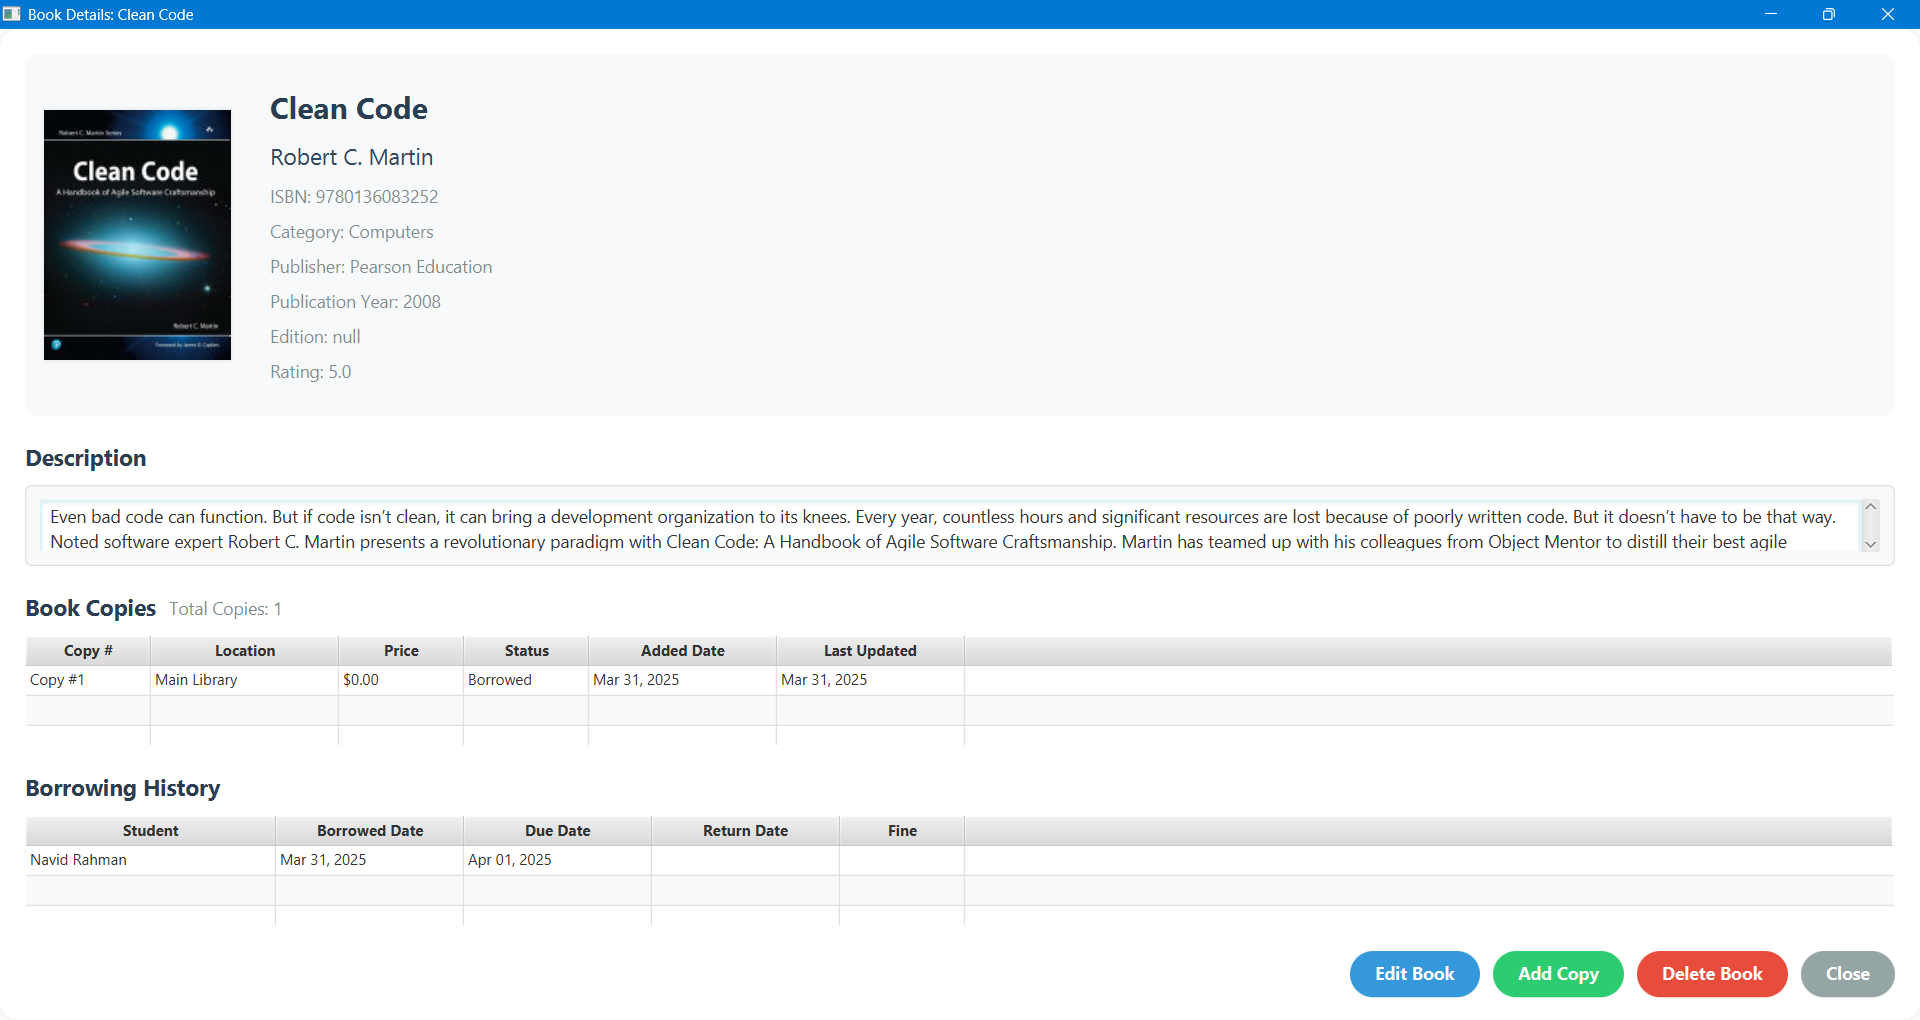 Book Details: Clean Code
Robert C. Martin Series
Clean Code
A Handbook of Agile Software Craftsmanship
Robert C. Martin
Foreword by James O. Coplien
Clean Code
Robert C. Martin
ISBN: 9780136083252
Category: Computers
Publisher: Pearson Education
Publication Year: 2008
Edition: null
Rating: 5.0
Description
Even bad code can function. But if code isn’t clean, it can bring a development organization to its knees. Every year, countless hours and significant resources are lost because of poorly written code. But it doesn’t have to be that way.
Noted software expert Robert C. Martin presents a revolutionary paradigm with Clean Code: A Handbook of Agile Software Craftsmanship. Martin has teamed up with his colleagues from Object Mentor to distill their best agile
Book Copies Total Copies: 1
Copy # Location Price Status Added Date Last Updated
Copy #1 Main Library $0.00 Borrowed Mar 31, 2025 Mar 31, 2025
Borrowing History
Student Borrowed Date Due Date Return Date Fine
Navid Rahman Mar 31, 2025 Apr 01, 2025
Edit Book Add Copy Delete Book Close